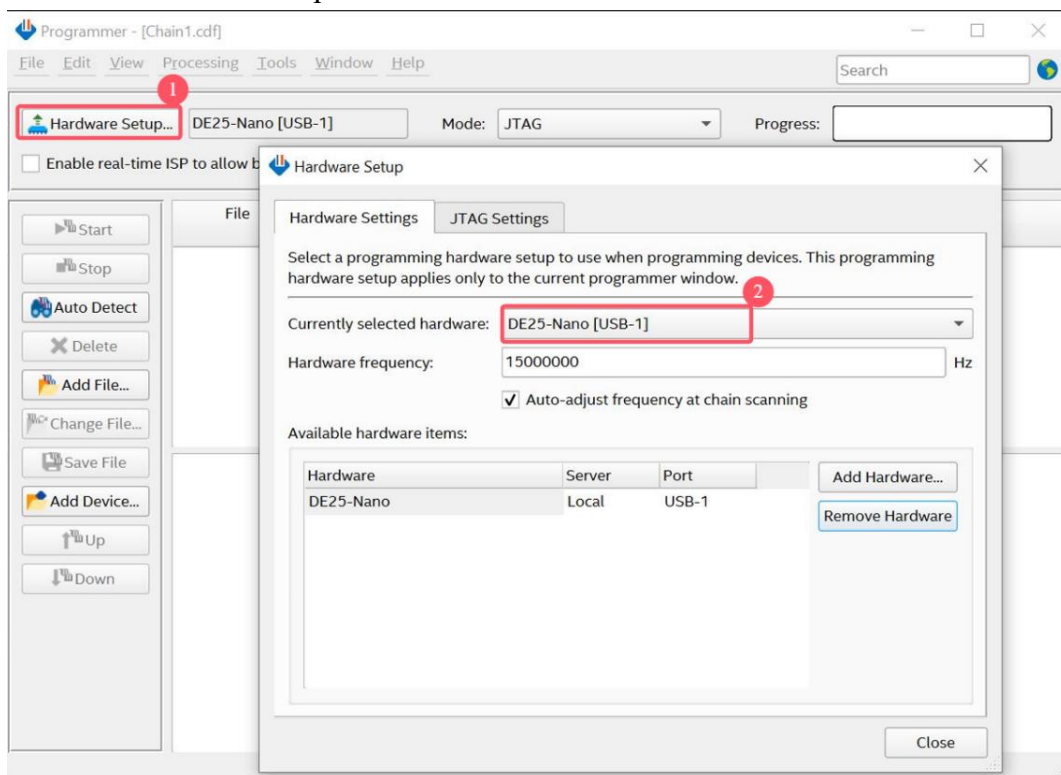 Programmer - [Chain1.cdf]
File Edit View Processing Tools Window Help
Search
1
Hardware Setup... DE25-Nano [USB-1] Mode: JTAG Progress:
Enable real-time ISP to allow b
Hardware Setup
File
Hardware Settings JTAG Settings
Select a programming hardware setup to use when programming devices. This programming
hardware setup applies only to the current programmer window.
2
Currently selected hardware: DE25-Nano [USB-1]
Hardware frequency: 15000000 Hz
Auto-adjust frequency at chain scanning
Available hardware items:
Hardware Server Port
DE25-Nano Local USB-1
Add Hardware...
Remove Hardware
Close
Start
Stop
Auto Detect
Delete
Add File...
Change File...
Save File
Add Device...
Up
Down